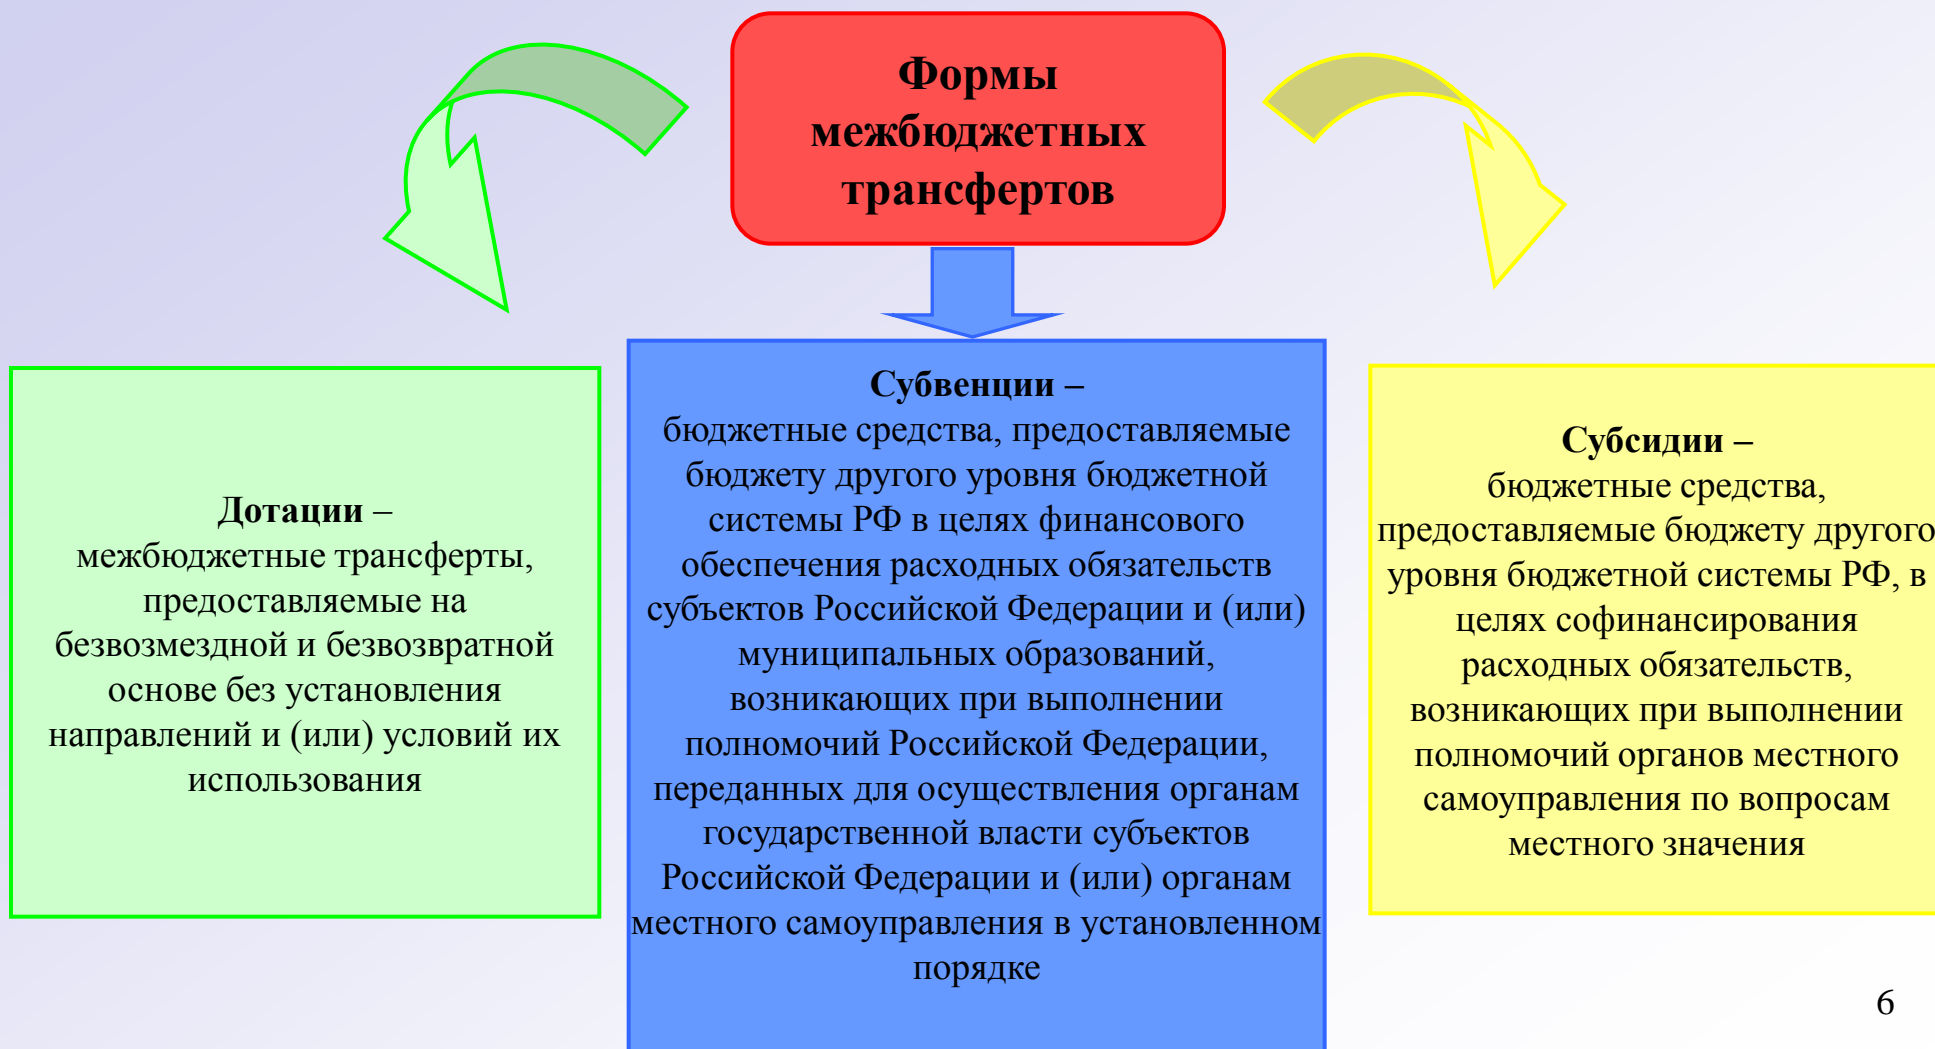 Формы
межбюджетных
трансфертов
Дотации –
межбюджетные трансферты,
предоставляемые на
безвозмездной и безвозвратной
основе без установления
направлений и (или) условий их
использования
Субвенции –
бюджетные средства, предоставляемые
бюджету другого уровня бюджетной
системы РФ в целях финансового
обеспечения расходных обязательств
субъектов Российской Федерации и (или)
муниципальных образований,
возникающих при выполнении
полномочий Российской Федерации,
переданных для осуществления органам
государственной власти субъектов
Российской Федерации и (или) органам
местного самоуправления в установленном
порядке
Субсидии –
бюджетные средства,
предоставляемые бюджету другого
уровня бюджетной системы РФ, в
целях софинансирования
расходных обязательств,
возникающих при выполнении
полномочий органов местного
самоуправления по вопросам
местного значения
6